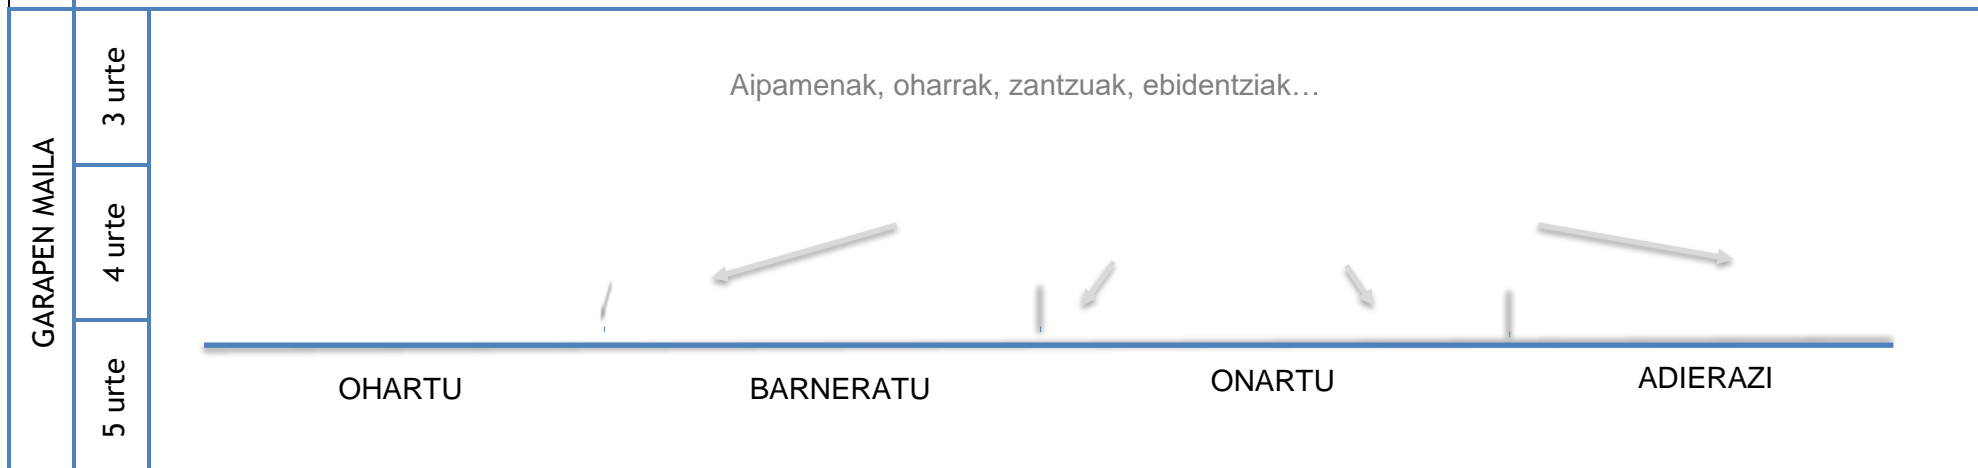 GARAPEN MAILA
3 urte
4 urte
5 urte
Aipamenak, oharrak, zantzuak, ebidentziak…
OHARTU
BARNERATU
ONARTU
ADIERAZI